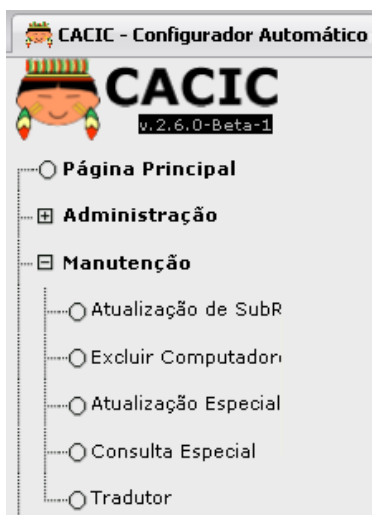 CACIC - Configurador Automático
CACIC
v.2.6.0-Beta-1
Página Principal
Administração
Manutenção
Atualização de SubR
Excluir Computador
Atualização Especial
Consulta Especial
Tradutor